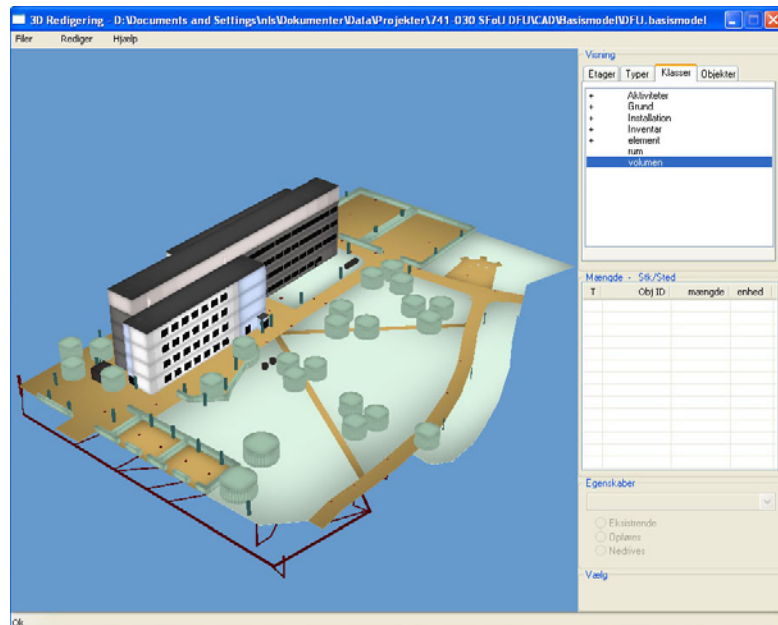 3D Redigering - D:\Documents and Settings\nls\Dokumenter\Data\Projekter\741-030 SFoU DFU\CAD\Basismodel\DFU.basismodel
Filer Rediger Hjælp
Visning
Etager Typer Klasser Objekter
+ Aktiviteter
+ Grund
+ Installation
+ Inventar
+ element
rum
volumen
Mængde - Stk/Sted
T Obj ID mængde enhed
Egenskaber
Eksistrende
Opføres
Nedrives
Vælg
Ok